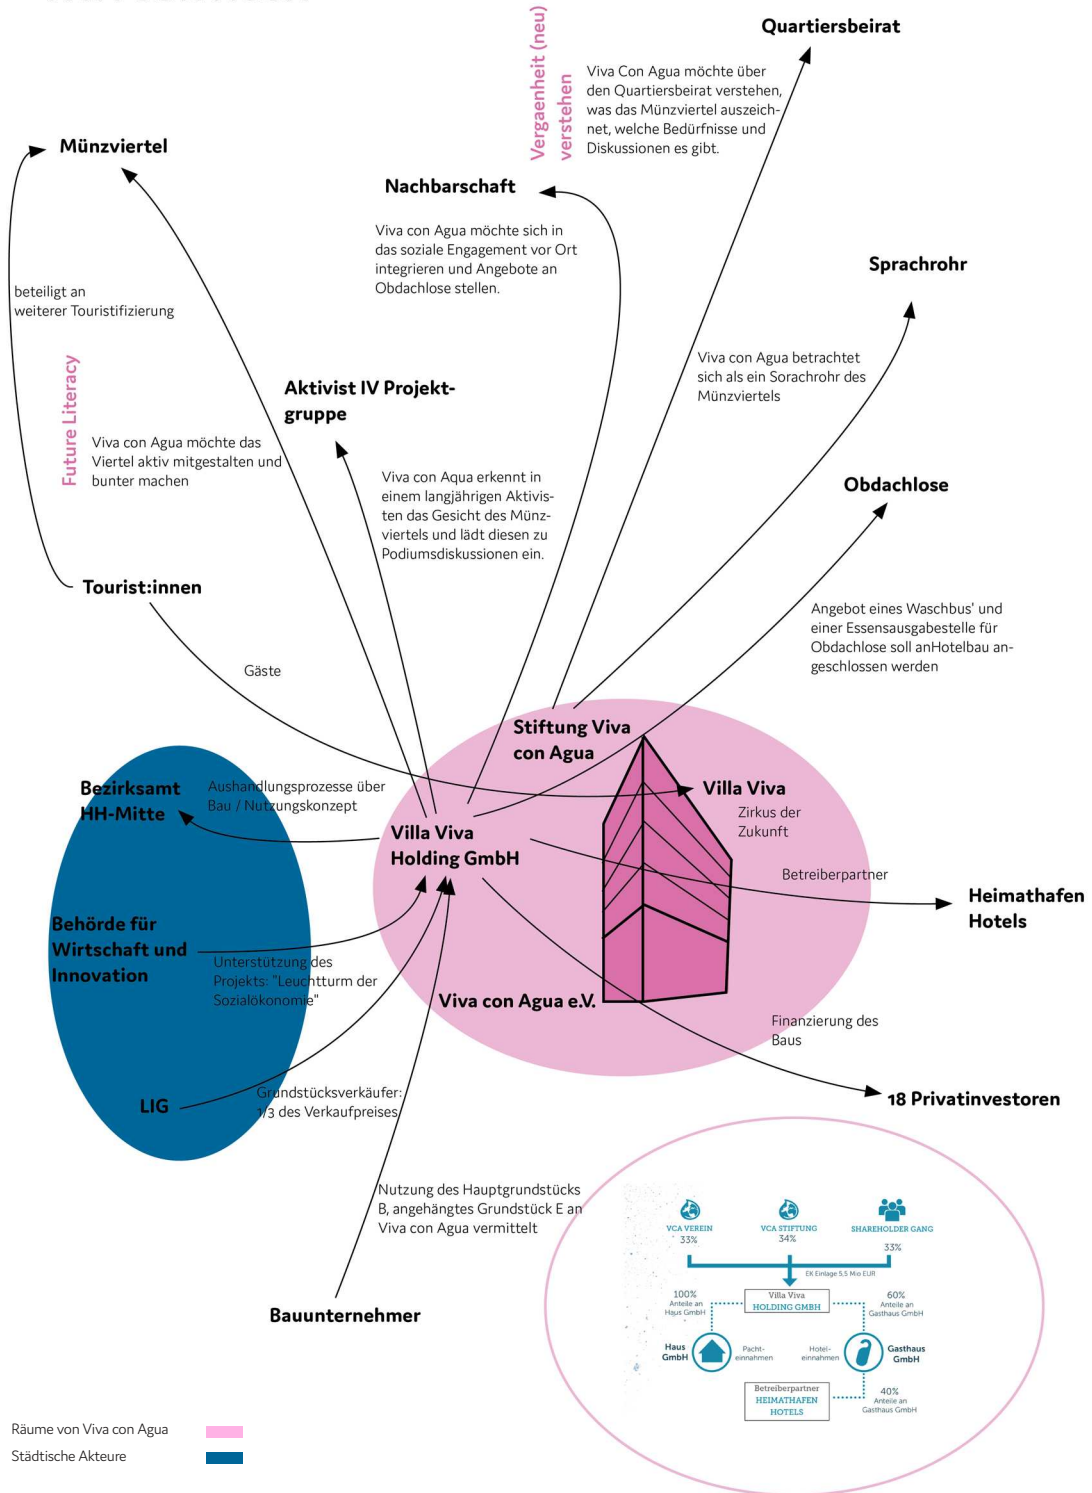 Quartiersbeirat
Vergaenheit (neu)
verstehen
Viva Con Agua möchte über
den Quartiersbeirat verstehen,
was das Münzviertel auszeich-
net, welche Bedürfnisse und
Diskussionen es gibt.
Münzviertel
Nachbarschaft
Viva con Agua möchte sich in
das soziale Engagement vor Ort
integrieren und Angebote an
Obdachlose stellen.
Sprachrohr
beteiligt an
weiterer Touristifizierung
Viva con Agua betrachtet
sich als ein Sorachrohr des
Münzviertels
Future Literacy
Viva con Agua möchte das
Viertel aktiv mitgestalten und
bunter machen
Aktivist IV Projekt-
gruppe
Viva con Aqua erkennt in
einem langjährigen Aktivis-
ten das Gesicht des Münz-
viertels und lädt diesen zu
Podiumsdiskussionen ein.
Obdachlose
Tourist:innen
Angebot eines Waschbus' und
einer Essensausgabestelle für
Obdachlose soll anHotelbau an-
geschlossen werden
Gäste
Stiftung Viva
con Agua
Bezirksamt
HH-Mitte
Aushandlungsprozesse über
Bau / Nutzungskonzept
Villa Viva
Zirkus der
Zukunft
Villa Viva
Holding GmbH
Betreiberpartner
Heimathafen
Hotels
Behörde für
Wirtschaft und
Innovation
Unterstützung des
Projekts: "Leuchtturm der
Sozialökonomie"
Viva con Agua e.V.
Finanzierung des
Baus
LIG
Grundstücksverkäufer:
1/3 des Verkaufpreises
18 Privatinvestoren
Nutzung des Hauptgrundstücks
B, angehängtes Grundstück E an
Viva con Agua vermittelt
Bauunternehmer
VCA VEREIN
33%
VCA STIFTUNG
34%
SHAREHOLDER GANG
33%
EK Einlage 5,5 Mio EUR
100%
Anteile an
Haus GmbH
Villa Viva
HOLDING GMBH
60%
Anteile an
Gasthaus GmbH
Haus
GmbH
Pacht-
einnahmen
Hotel-
einnahmen
Gasthaus
GmbH
Betreiberpartner
HEIMATHAFEN
HOTELS
40%
Anteile an
Gasthaus GmbH
Räume von Viva con Agua
Städtische Akteure